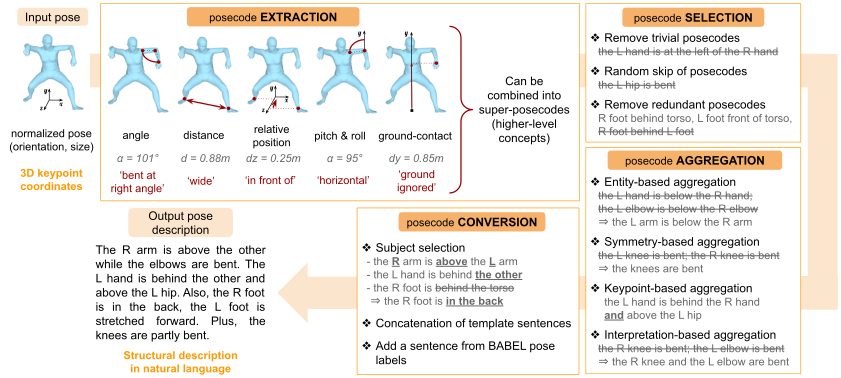 Input pose
normalized pose
(orientation, size)
3D keypoint
coordinates
posecode EXTRACTION
angle
α = 101°
'bent at
right angle'
distance
d = 0.88m
'wide'
relative
position
dz = 0.25m
'in front of'
pitch & roll
α = 95°
'horizontal'
ground-contact
dy = 0.85m
'ground
ignored'
y
x
z
y
x
z
y
y
Can be
combined into
super-posecodes
(higher-level
concepts)
posecode SELECTION
❖ Remove trivial posecodes
the L hand is at the left of the R hand
❖ Random skip of posecodes
the L hip is bent
❖ Remove redundant posecodes
R foot behind torso, L foot front of torso,
R foot behind L foot
posecode AGGREGATION
❖ Entity-based aggregation
the L hand is below the R hand;
the L elbow is below the R elbow
⇒ the L arm is below the R arm
❖ Symmetry-based aggregation
the L knee is bent; the R knee is bent
⇒ the knees are bent
❖ Keypoint-based aggregation
the L hand is behind the R hand
and above the L hip
❖ Interpretation-based aggregation
the R knee is bent; the L elbow is bent
⇒ the R knee and the L elbow are bent
posecode CONVERSION
❖ Subject selection
- the R arm is above the L arm
- the L hand is behind the other
- the R foot is behind the torso
⇒ the R foot is in the back
❖ Concatenation of template sentences
❖ Add a sentence from BABEL pose
labels
Output pose
description
The R arm is above the other
while the elbows are bent. The
L hand is behind the other and
above the L hip. Also, the R foot
is in the back, the L foot is
stretched forward. Plus, the
knees are partly bent.
Structural description
in natural language